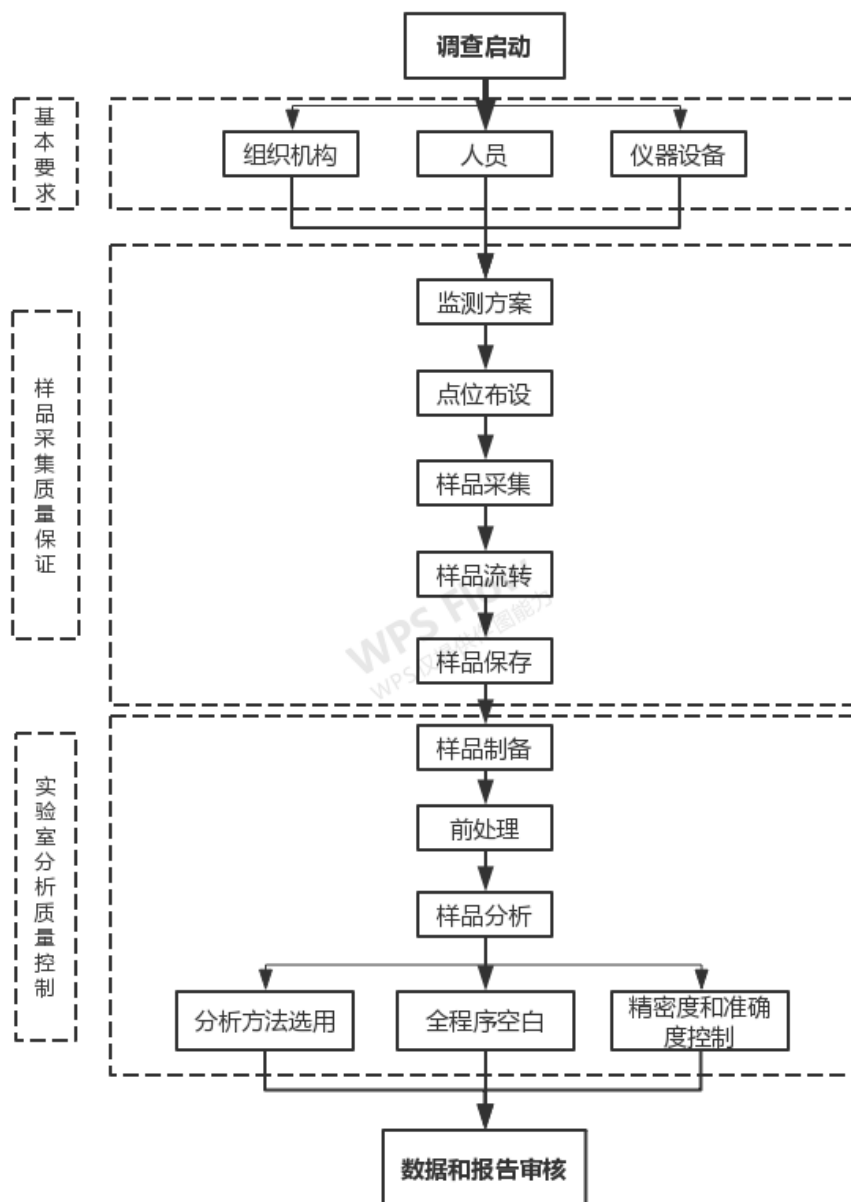 调查启动
基本要求
组织机构
人员
仪器设备
样品采集质量保证
监测方案
点位布设
样品采集
样品流转
WPS Flow
样品保存
实验室分析质量控制
样品制备
前处理
样品分析
分析方法选用
全程序空白
精密度和准确
度控制
数据和报告审核